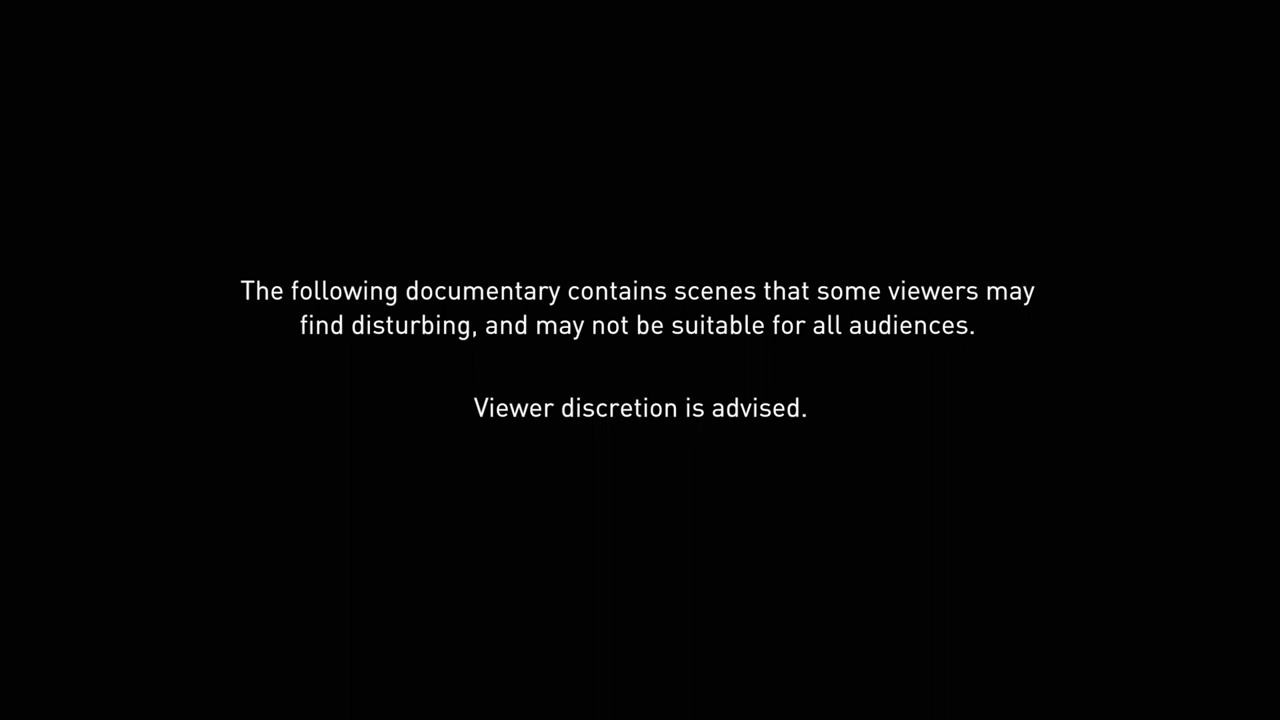 The following documentary contains scenes that some viewers may
find disturbing, and may not be suitable for all audiences.
Viewer discretion is advised.